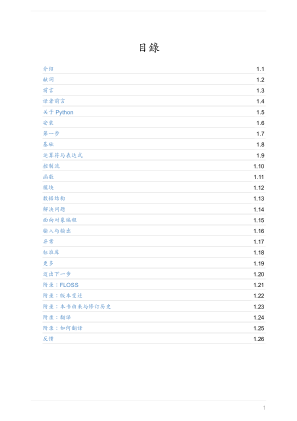 目錄
介绍 1.1
献词 1.2
前言 1.3
译者前言 1.4
关于 Python 1.5
安装 1.6
第一步 1.7
基础 1.8
运算符与表达式 1.9
控制流 1.10
函数 1.11
模块 1.12
数据结构 1.13
解决问题 1.14
面向对象编程 1.15
输入与输出 1.16
异常 1.17
标准库 1.18
更多 1.19
迈出下一步 1.20
附录：FLOSS 1.21
附录：版本变迁 1.22
附录：本书由来与修订历史 1.23
附录：翻译 1.24
附录：如何翻译 1.25
反馈 1.26
1